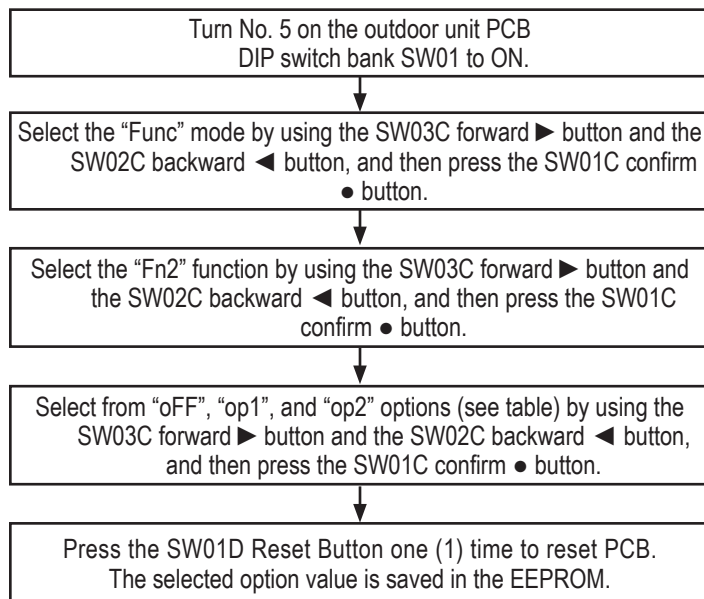 Turn No. 5 on the outdoor unit PCB
DIP switch bank SW01 to ON.
Select the “Func” mode by using the SW03C forward ► button and the
SW02C backward ◄ button, and then press the SW01C confirm
● button.
Select the “Fn2” function by using the SW03C forward ► button and
the SW02C backward ◄ button, and then press the SW01C
confirm ● button.
Select from “oFF”, “op1”, and “op2” options (see table) by using the
SW03C forward ► button and the SW02C backward ◄ button,
and then press the SW01C confirm ● button.
Press the SW01D Reset Button one (1) time to reset PCB.
The selected option value is saved in the EEPROM.